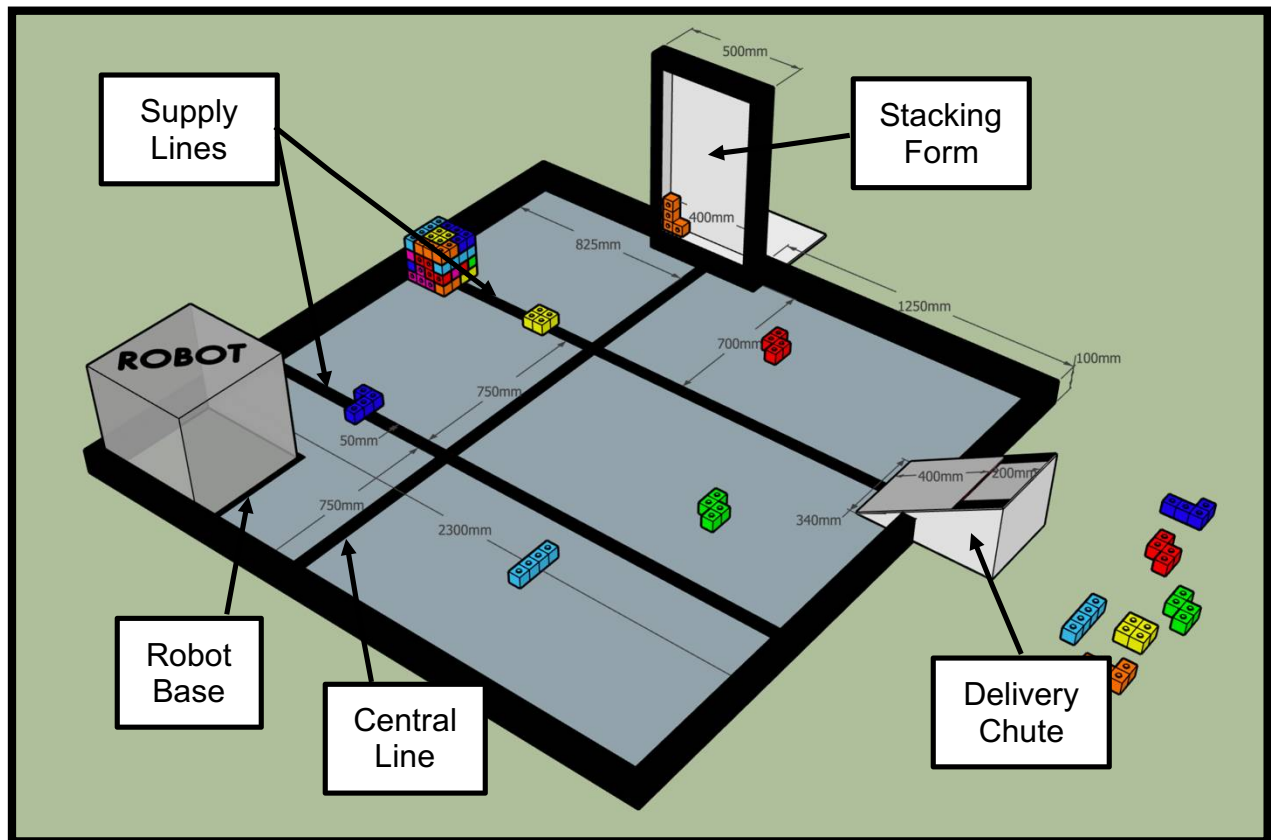 500mm
Supply
Lines
Stacking
Form
400mm
825mm
1250mm
ROBOT
700mm
100mm
750mm
50mm
400mm
200mm
750mm
340mm
2300mm
Robot
Base
Central
Line
Delivery
Chute